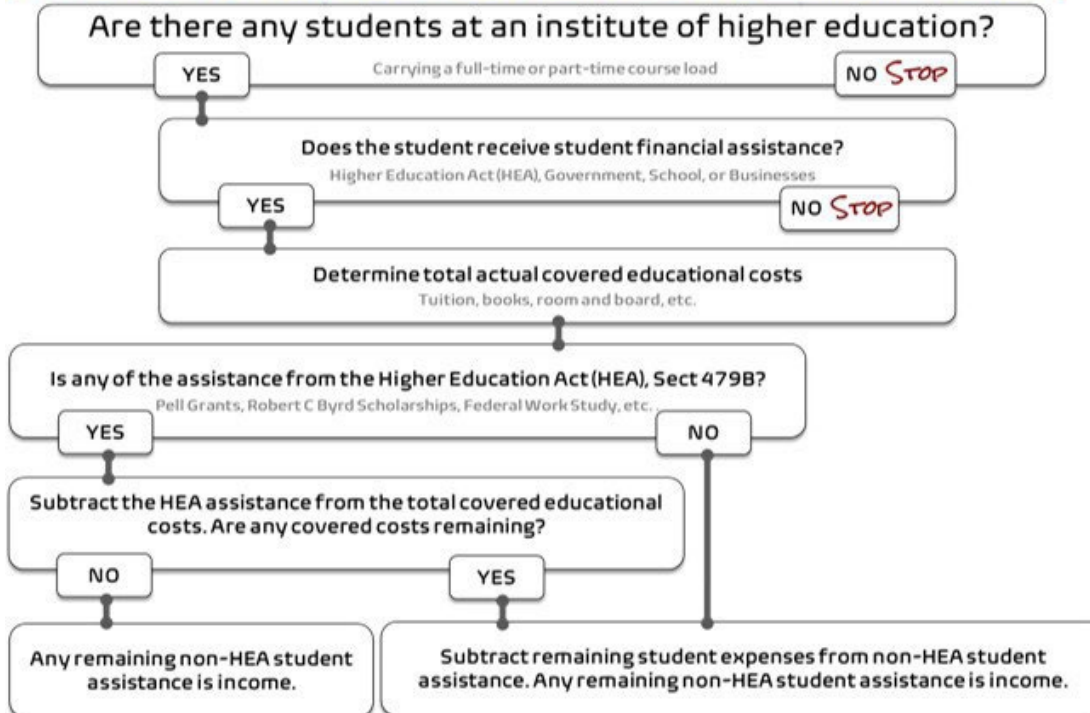 Are there any students at an institute of higher education?
Carrying a full-time or part-time course load
YES
NO STOP
Does the student receive student financial assistance?
Higher Education Act (HEA), Government, School, or Businesses
YES
NO STOP
Determine total actual covered educational costs
Tuition, books, room and board, etc.
Is any of the assistance from the Higher Education Act (HEA), Sect 479B?
Pell Grants, Robert C Byrd Scholarships, Federal Work Study, etc.
YES
NO
Subtract the HEA assistance from the total covered educational
costs. Are any covered costs remaining?
NO
YES
Any remaining non-HEA student
assistance is income.
Subtract remaining student expenses from non-HEA student
assistance. Any remaining non-HEA student assistance is income.